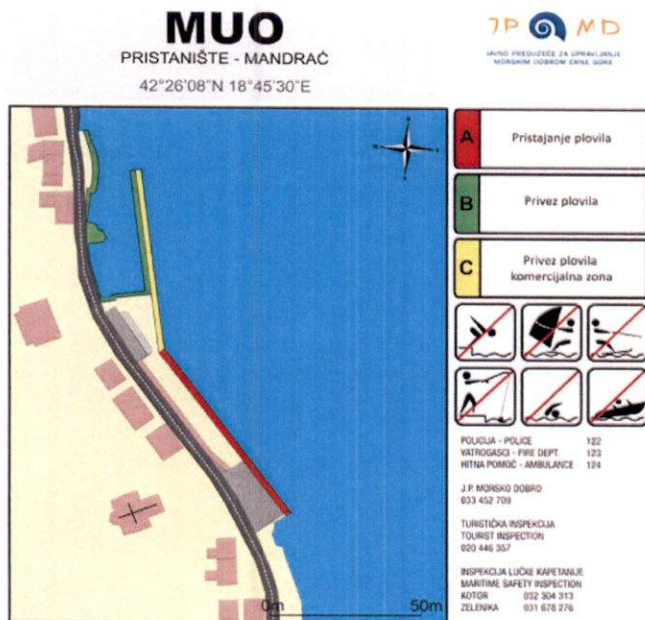 MUO
PRISTANIŠTE - MANDRAĆ
42°26'08"N 18°45'30"E
JP MD
JAVNO PREDUZEĆE ZA UPRAVLJANJE
MORSKIM DOBROM CRNE GORE
A
Pristajanje plovila
B
Privez plovila
C
Privez plovila
komercijalna zona
POLICIJA - POLICE 122
VATROGASCI - FIRE DEPT. 123
HITNA POMOĆ - AMBULANCE 124
J.P. MORSKO DOBRO
033 452 709
TURISTIČKA INSPEKCIJA
TOURIST INSPECTION
020 446 357
INSPEKCIJA LUČKE KAPETANIJE
MARITIME SAFETY INSPECTION
KOTOR 032 304 313
ZELENIKA 031 678 276
0m 50m